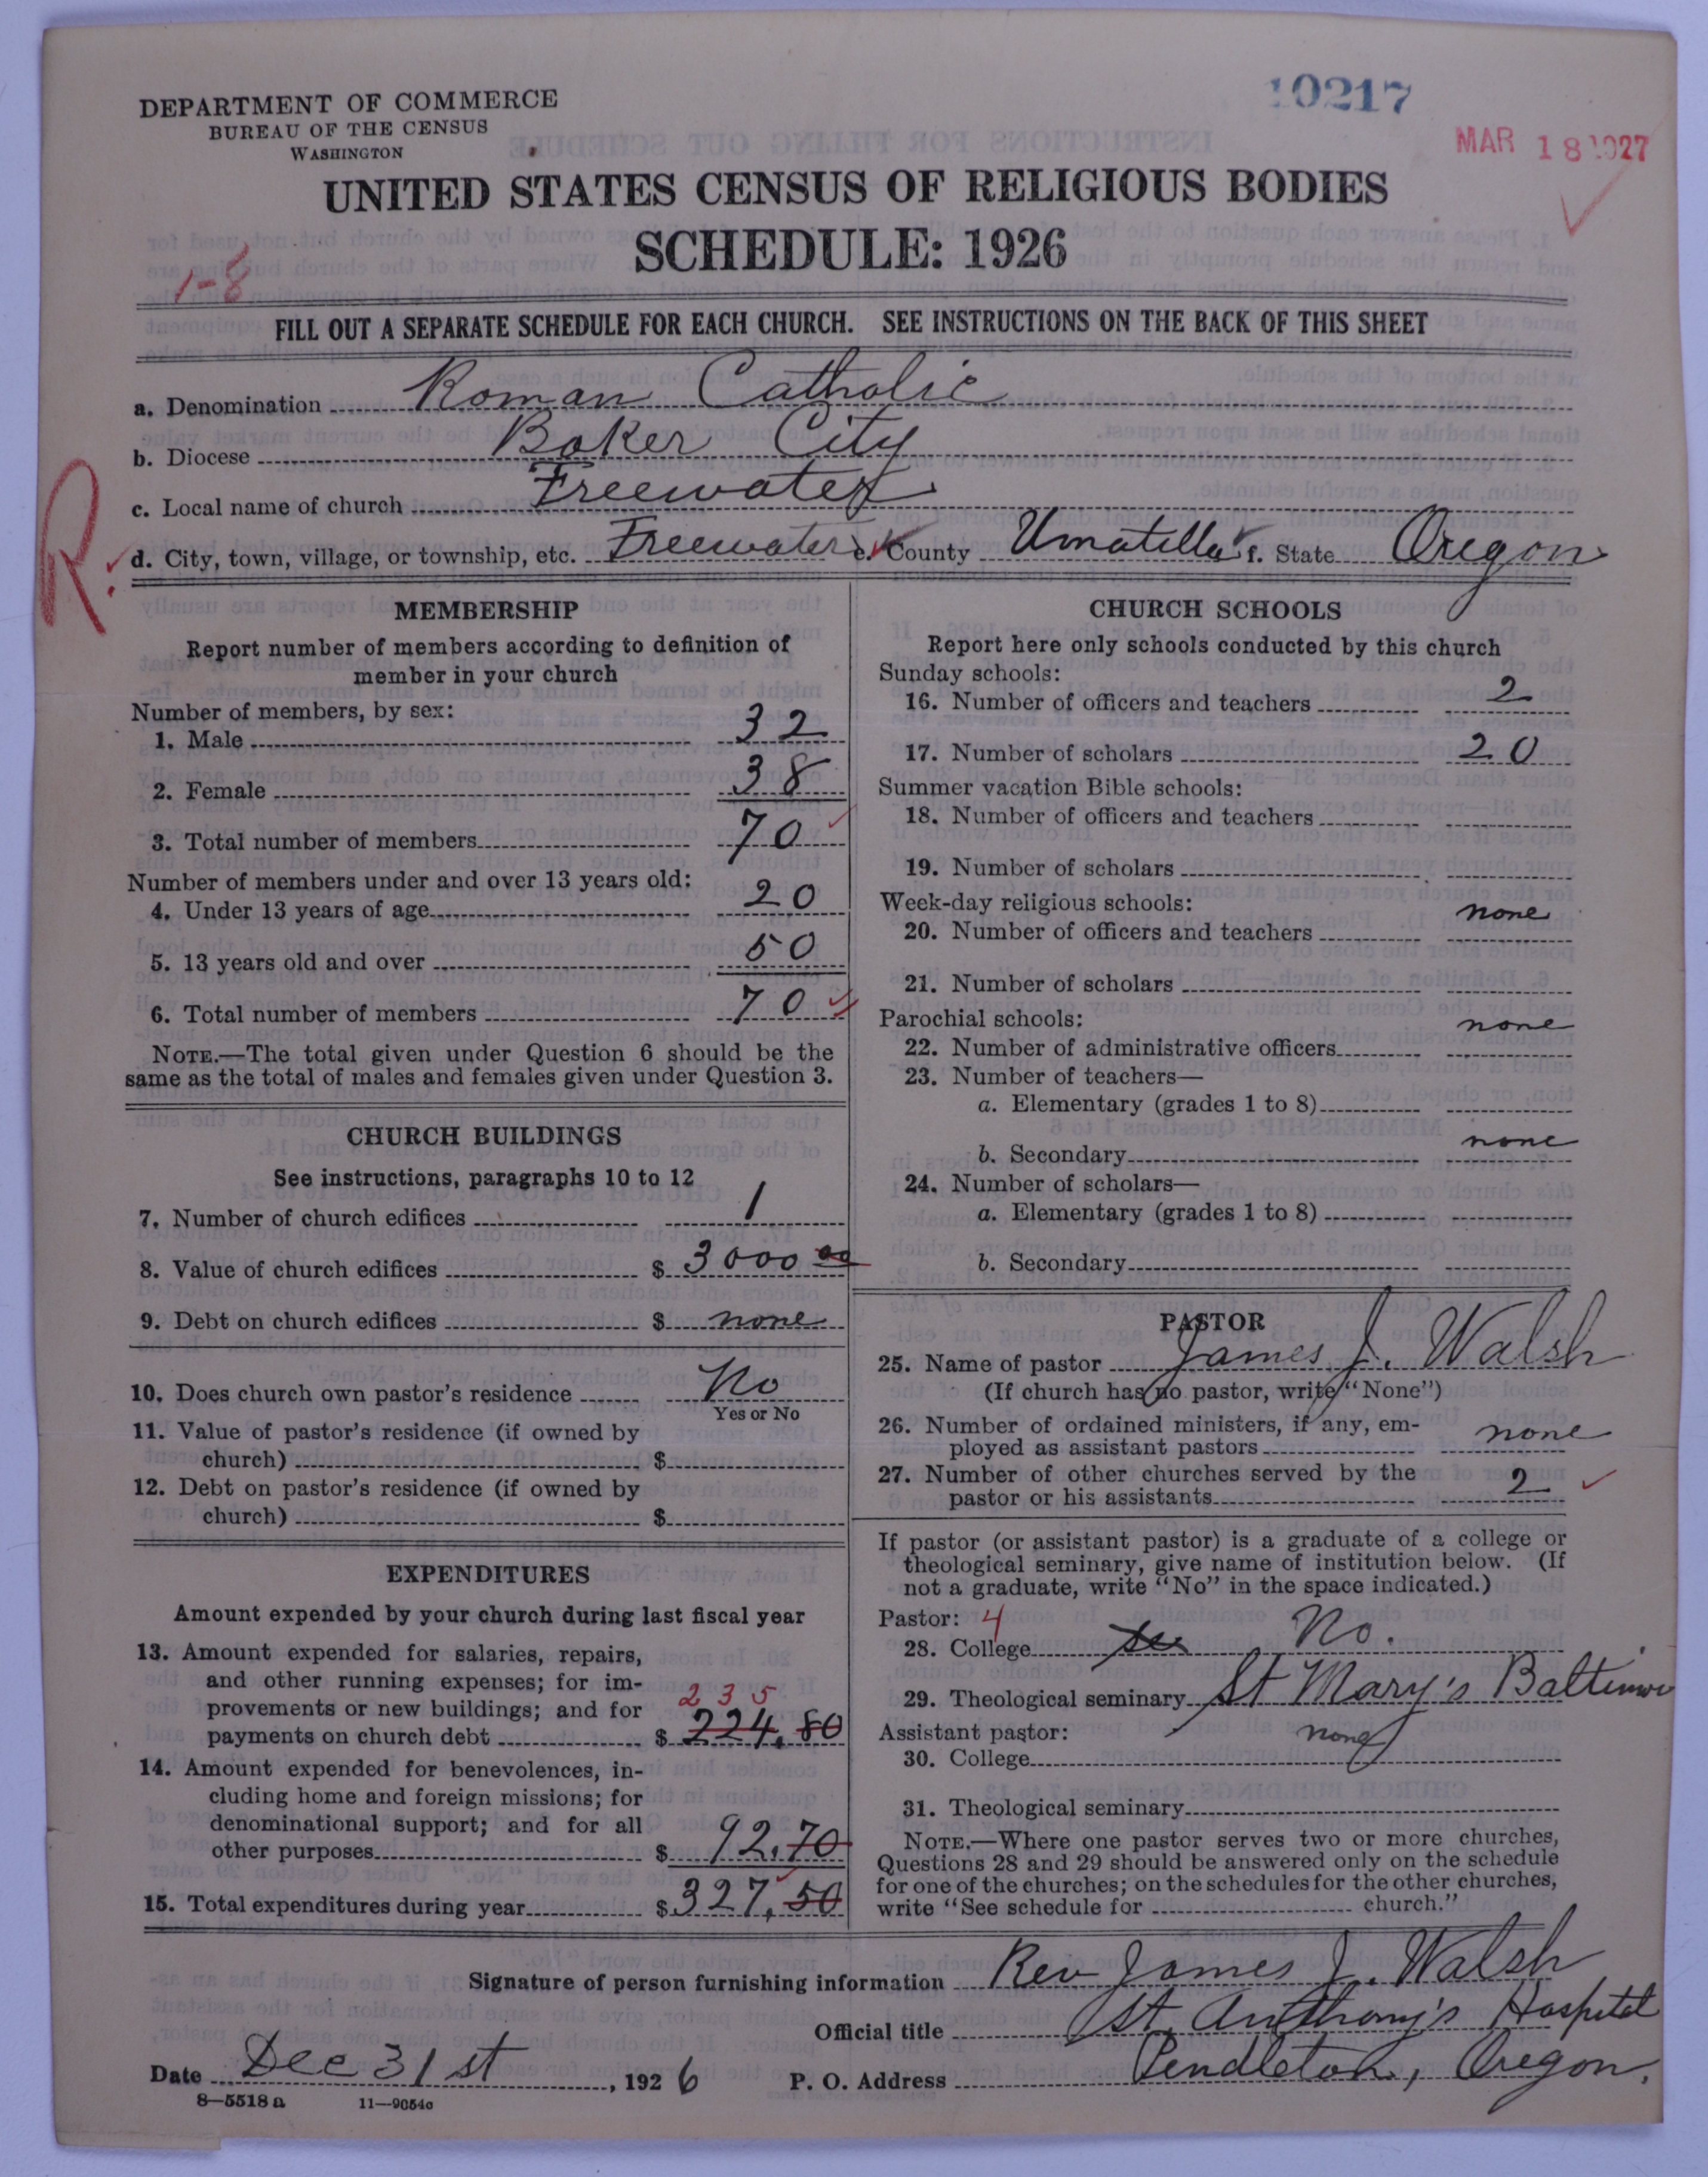 DEPARTMENT OF COMMERCE
BUREAU OF THE CENSUS
WASHINGTON
10217
MAR 18 1927
UNITED STATES CENSUS OF RELIGIOUS BODIES
SCHEDULE: 1926
1-8
FILL OUT A SEPARATE SCHEDULE FOR EACH CHURCH. SEE INSTRUCTIONS ON THE BACK OF THIS SHEET
a. Denomination Roman Catholic
b. Diocese Baker City
c. Local name of church Freewater
R.
d. City, town, village, or township, etc. Freewater e. County Umatilla f. State Oregon
MEMBERSHIP
Report number of members according to definition of
member in your church
Number of members, by sex:
1. Male 32
2. Female 38
3. Total number of members 70
Number of members under and over 13 years old:
4. Under 13 years of age 20
5. 13 years old and over 50
6. Total number of members 70
NOTE.—The total given under Question 6 should be the
same as the total of males and females given under Question 3.
CHURCH BUILDINGS
See instructions, paragraphs 10 to 12
7. Number of church edifices 1
8. Value of church edifices $ 3000 00
9. Debt on church edifices $ none
10. Does church own pastor's residence No
Yes or No
11. Value of pastor's residence (if owned by
church) $
12. Debt on pastor's residence (if owned by
church) $
EXPENDITURES
Amount expended by your church during last fiscal year
13. Amount expended for salaries, repairs,
and other running expenses; for im-
provements or new buildings; and for
235
payments on church debt $ 224.80
14. Amount expended for benevolences, in-
cluding home and foreign missions; for
denominational support; and for all
other purposes $ 92.70
15. Total expenditures during year $ 327.50
CHURCH SCHOOLS
Report here only schools conducted by this church
Sunday schools:
16. Number of officers and teachers 2
17. Number of scholars 20
Summer vacation Bible schools:
18. Number of officers and teachers
19. Number of scholars
Week-day religious schools:
20. Number of officers and teachers none
21. Number of scholars
Parochial schools:
22. Number of administrative officers none
23. Number of teachers—
a. Elementary (grades 1 to 8)
b. Secondary none
24. Number of scholars—
a. Elementary (grades 1 to 8)
b. Secondary
PASTOR
25. Name of pastor James J. Walsh
(If church has no pastor, write "None")
26. Number of ordained ministers, if any, em-
ployed as assistant pastors none
27. Number of other churches served by the
pastor or his assistants 2
If pastor (or assistant pastor) is a graduate of a college or
theological seminary, give name of institution below. (If
not a graduate, write "No" in the space indicated.)
Pastor: 4
28. College No.
29. Theological seminary St Mary's Baltimore
Assistant pastor:
30. College none
31. Theological seminary
NOTE.—Where one pastor serves two or more churches,
Questions 28 and 29 should be answered only on the schedule
for one of the churches; on the schedules for the other churches,
write "See schedule for church."
Signature of person furnishing information Rev James J. Walsh
Official title St. Anthony's Hospital
Date Dec 31st, 1926 P. O. Address Pendleton, Oregon.
8—5518 a 11—9054c